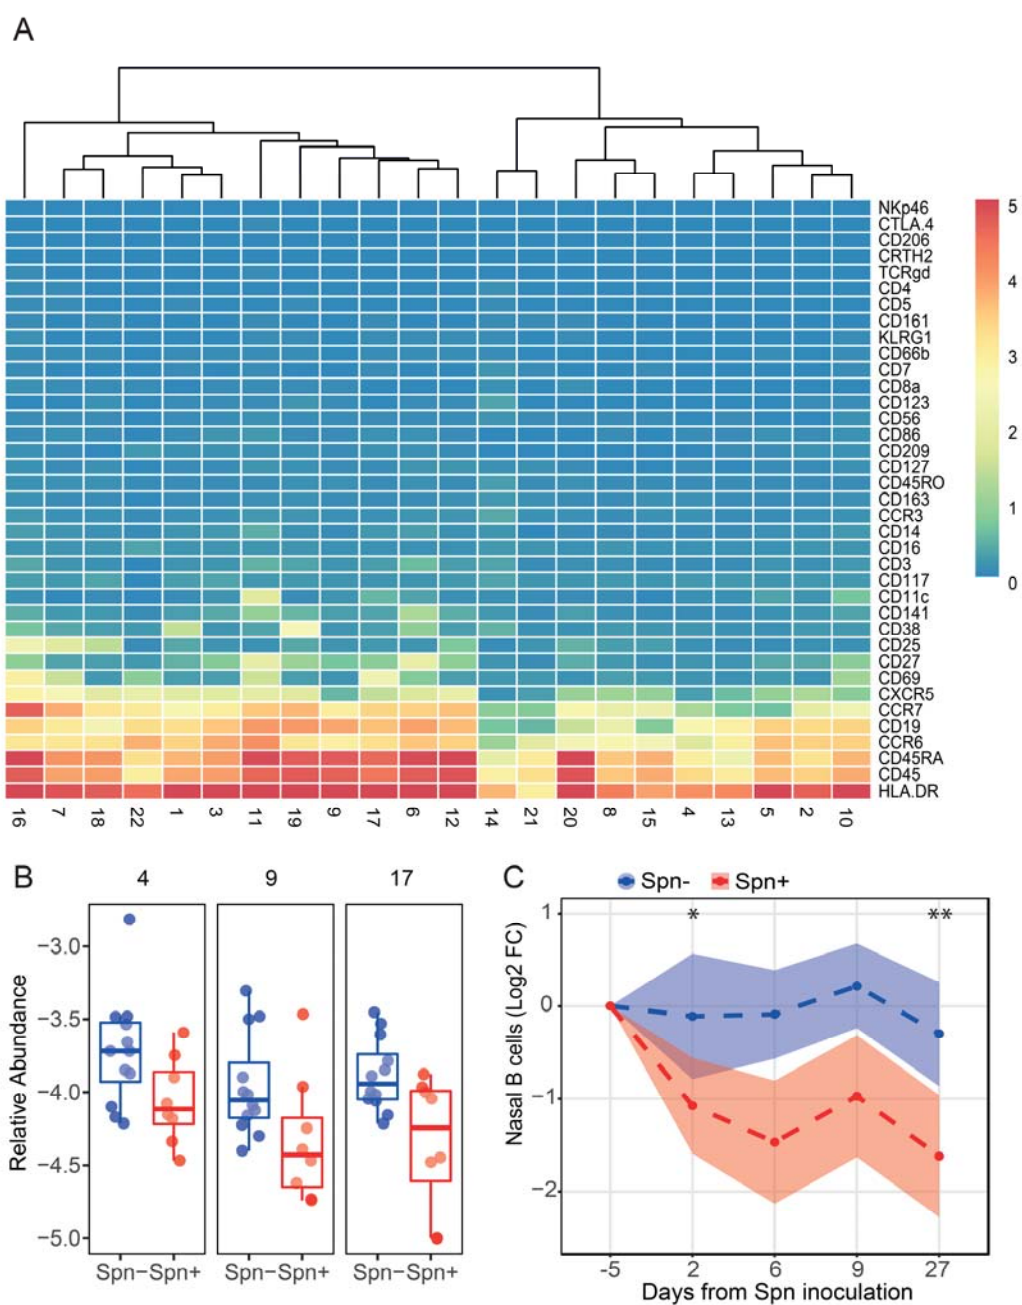 A
NKp46
CTLA.4
CD206
CRTH2
TCRgd
CD4
CD5
CD161
KLRG1
CD66b
CD7
CD8a
CD123
CD56
CD86
CD209
CD127
CD45RO
CD163
CCR3
CD14
CD16
CD3
CD117
CD11c
CD141
CD38
CD25
CD27
CD69
CXCR5
CCR7
CD19
CCR6
CD45RA
CD45
HLA.DR
5
4
3
2
1
0
16 7 18 22 1 3 11 19 9 17 6 12 14 21 20 8 15 4 13 5 2 10
B
4 9 17
Relative Abundance
−3.0
−3.5
−4.0
−4.5
−5.0
Spn− Spn+ Spn− Spn+ Spn− Spn+
C
Spn- Spn+
Nasal B cells (Log2 FC)
1
0
−1
−2
* **
-5 2 6 9 27
Days from Spn inoculation